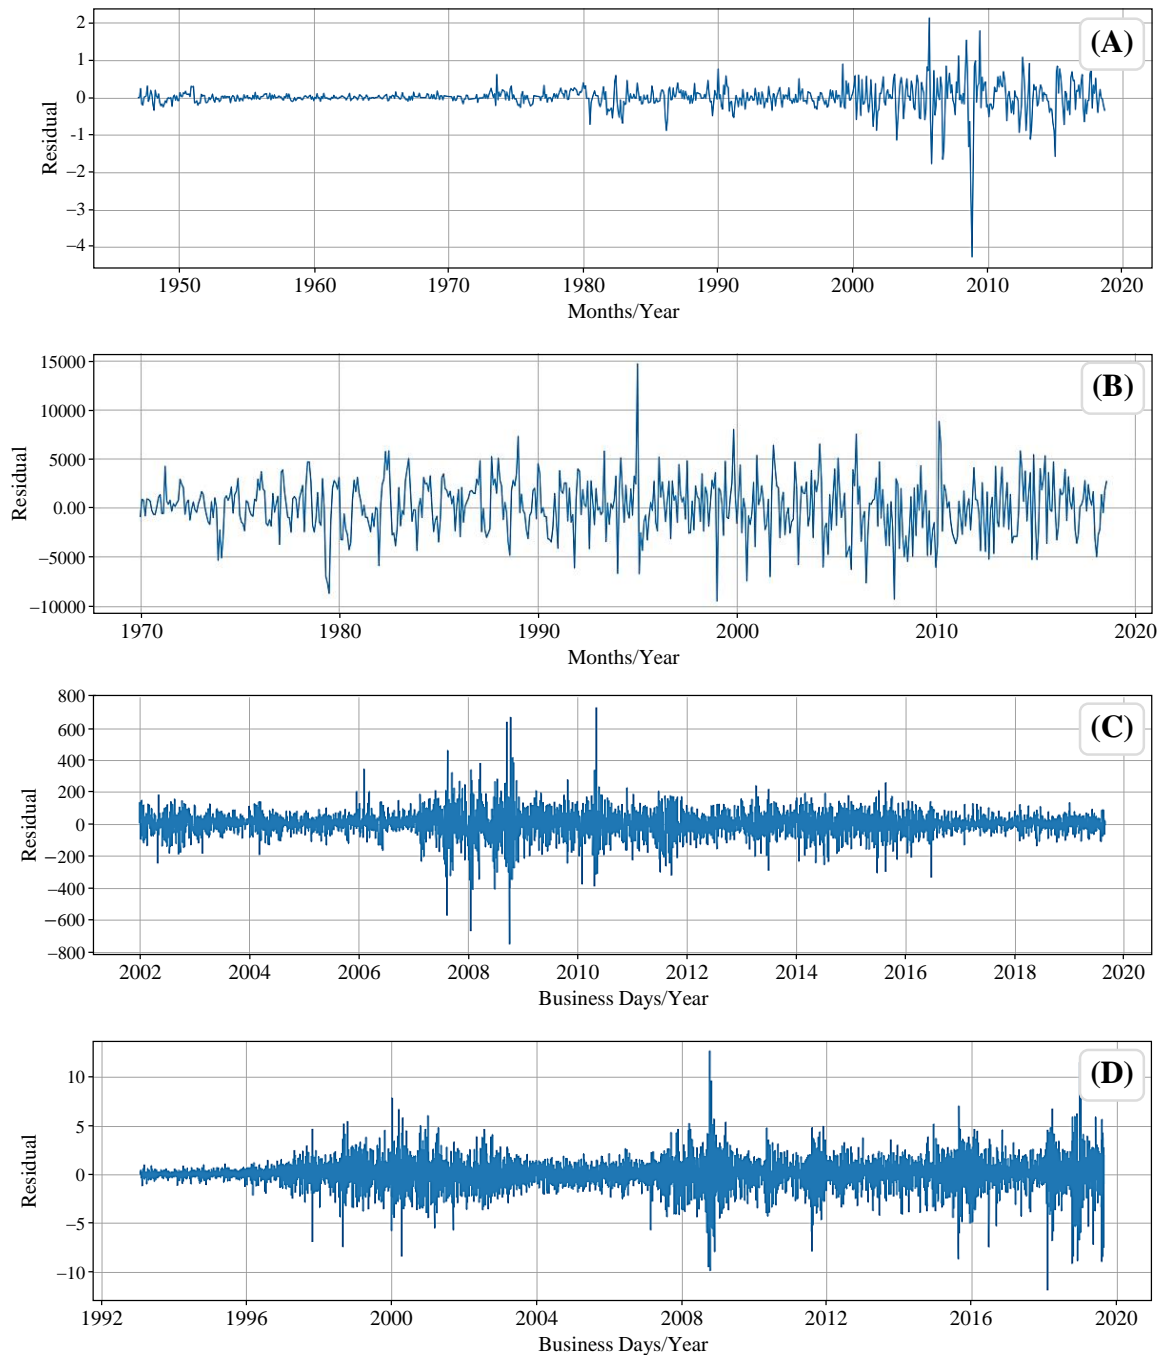 (A)
2
1
0
-1
−2
−3
−4
Residual
1950 1960 1970 1980 1990 2000 2010 2020
Months/Year
(B)
15000
10000
5000
0.00
−5000
−10000
Residual
1970 1980 1990 2000 2010 2020
Months/Year
(C)
800
600
400
200
0
−200
−400
−600
−800
Residual
2002 2004 2006 2008 2010 2012 2014 2016 2018 2020
Business Days/Year
(D)
10
5
0
−5
−10
Residual
1992 1996 2000 2004 2008 2012 2016 2020
Business Days/Year